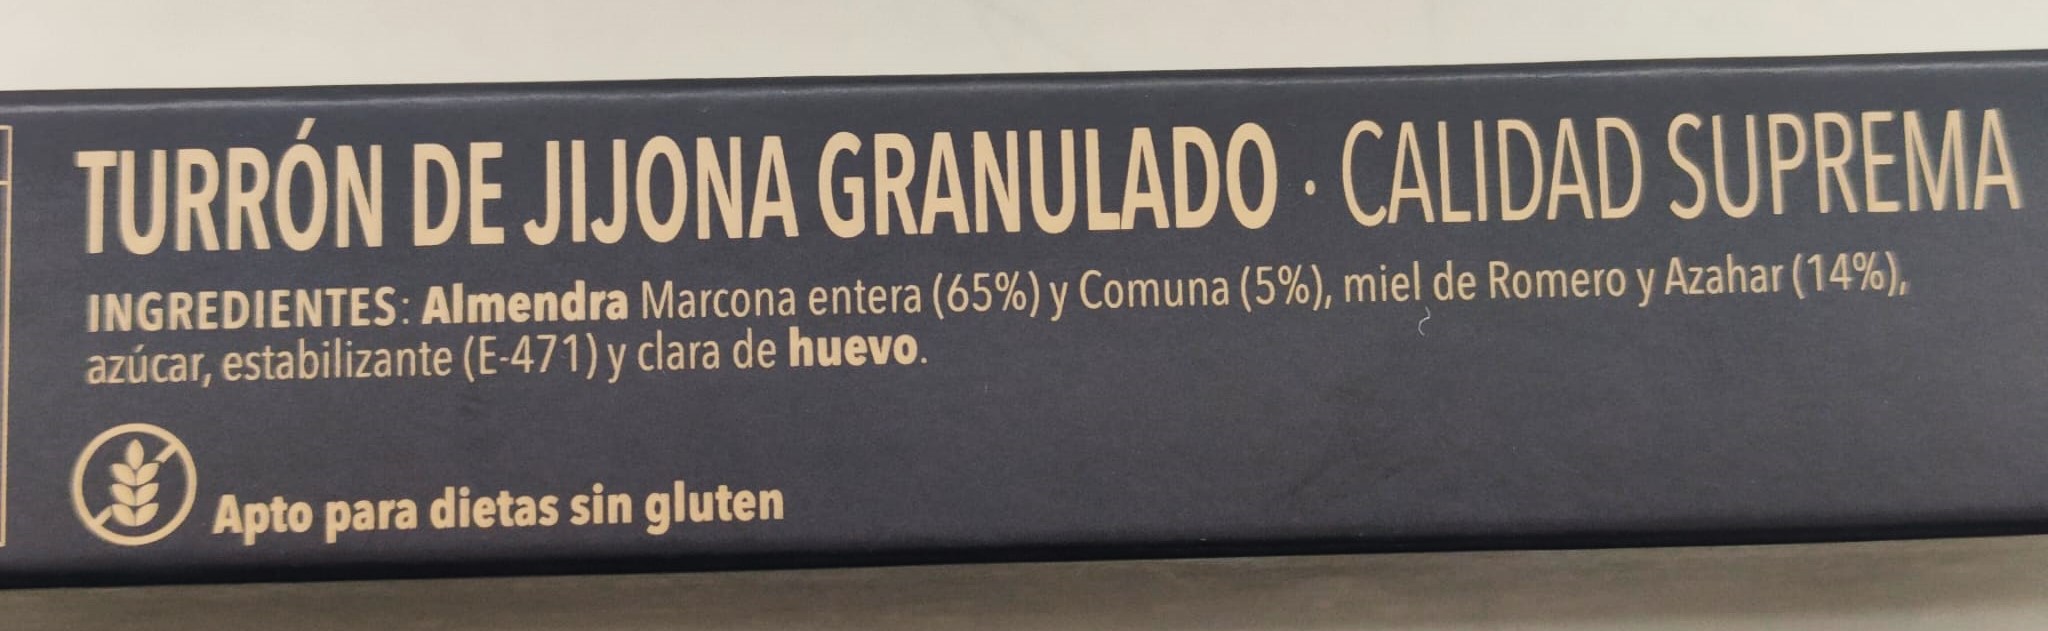 TURRÓN DE JIJONA GRANULADO · CALIDAD SUPREMA
INGREDIENTES: Almendra Marcona entera (65%) y Comuna (5%), miel de Romero y Azahar (14%),
azúcar, estabilizante (E-471) y clara de huevo.
Apto para dietas sin gluten